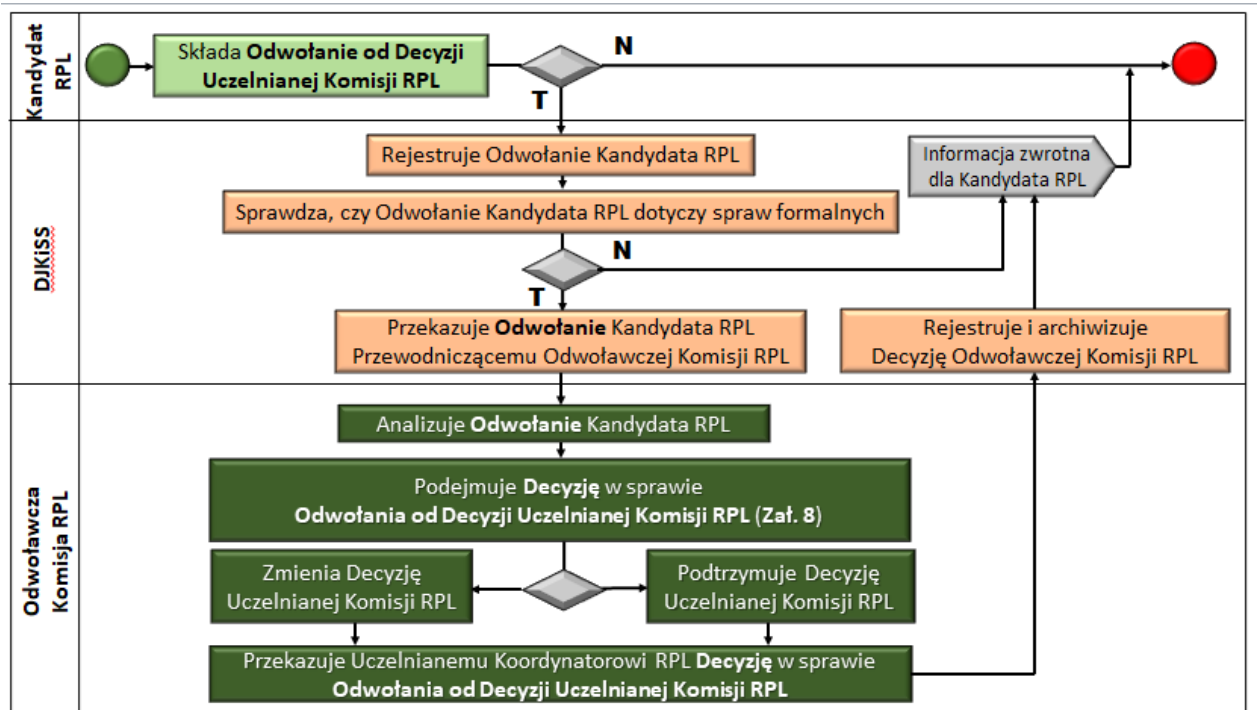 Kandydat
RPL
Składa Odwołanie od Decyzji
Uczelnianej Komisji RPL
N
T
DJKiSS
Rejestruje Odwołanie Kandydata RPL
Informacja zwrotna
dla Kandydata RPL
Sprawdza, czy Odwołanie Kandydata RPL dotyczy spraw formalnych
N
T
Przekazuje Odwołanie Kandydata RPL
Przewodniczącemu Odwoławczej Komisji RPL
Rejestruje i archiwizuje
Decyzję Odwoławczej Komisji RPL
Odwoławcza
Komisja RPL
Analizuje Odwołanie Kandydata RPL
Podejmuje Decyzję w sprawie
Odwołania od Decyzji Uczelnianej Komisji RPL (Zał. 8)
Zmienia Decyzję
Uczelnianej Komisji RPL
Podtrzymuje Decyzję
Uczelnianej Komisji RPL
Przekazuje Uczelnianemu Koordynatorowi RPL Decyzję w sprawie
Odwołania od Decyzji Uczelnianej Komisji RPL